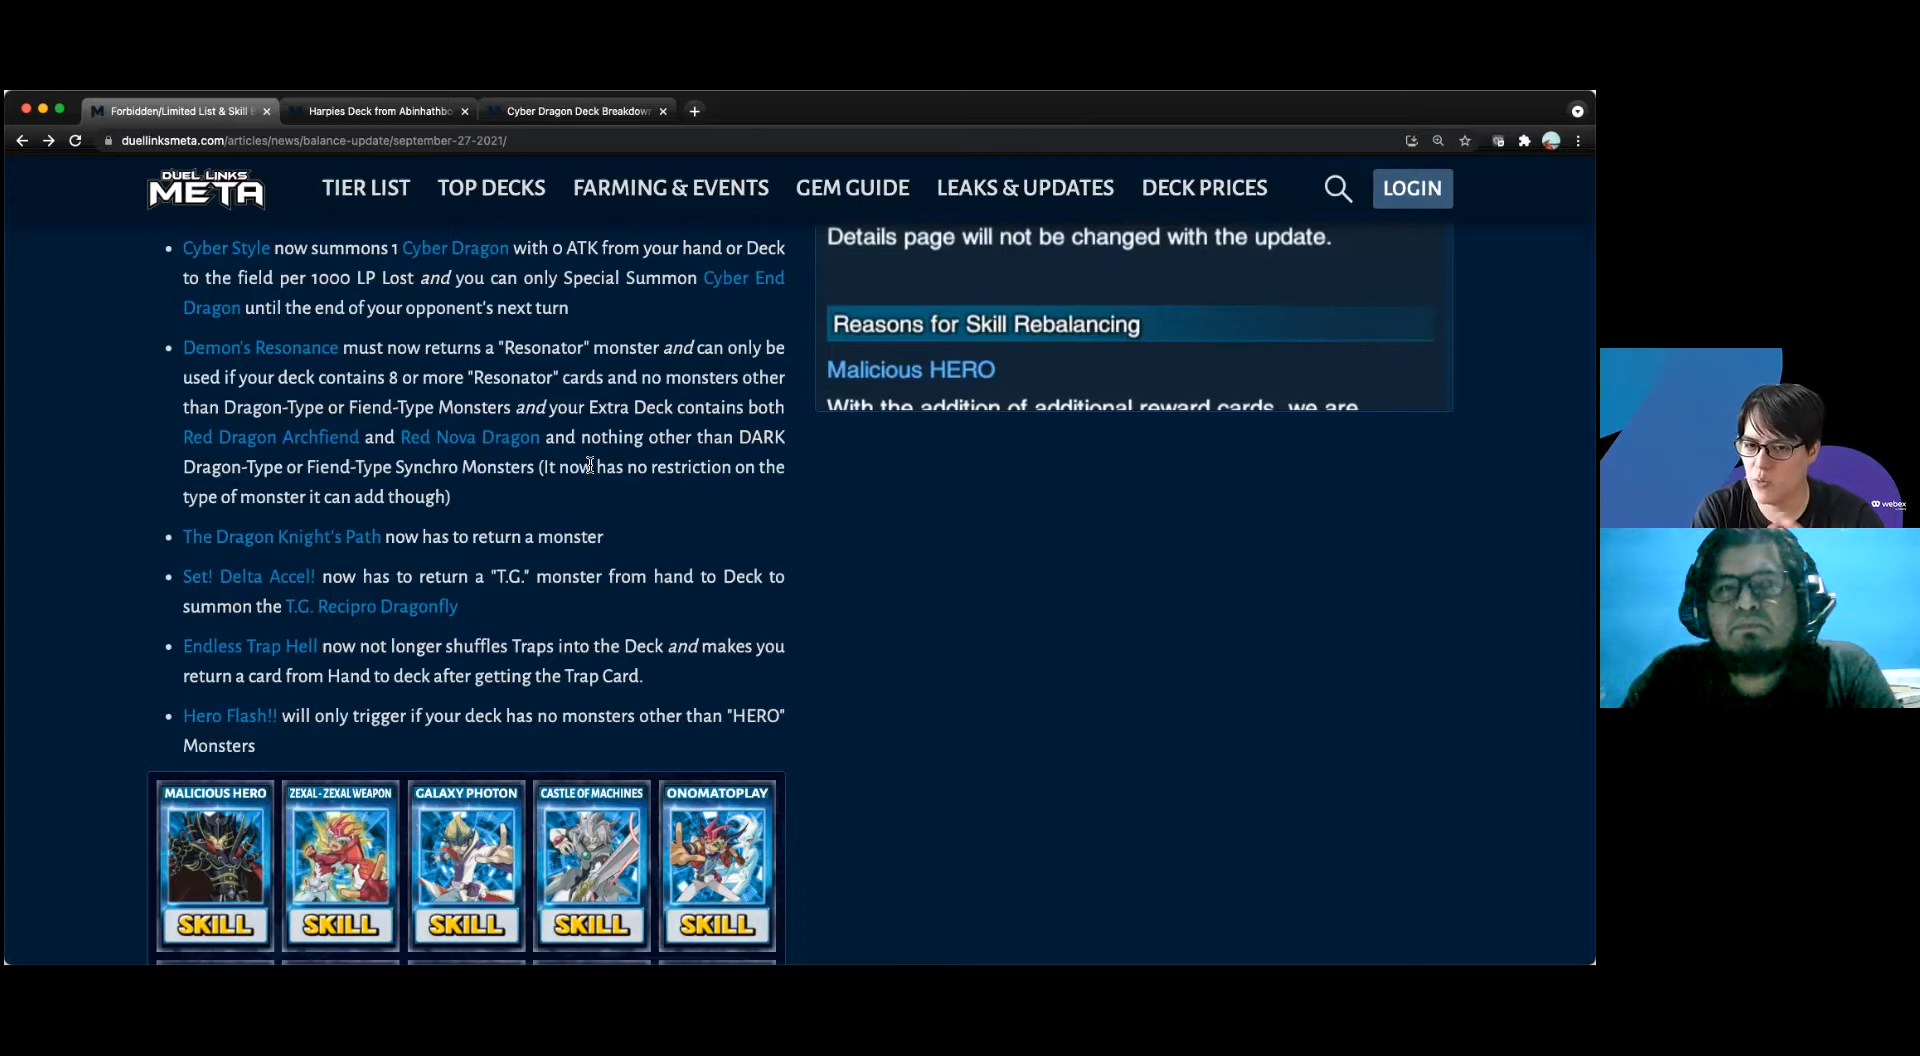 Forbidden/Limited List & Skill B
Harpies Deck from Abinhathbo
Cyber Dragon Deck Breakdown
duellinksmeta.com/articles/news/balance-update/september-27-2021/
DUEL LINKS
META
TIER LIST
TOP DECKS
FARMING & EVENTS
GEM GUIDE
LEAKS & UPDATES
DECK PRICES
LOGIN
• Cyber Style now summons 1 Cyber Dragon with 0 ATK from your hand or Deck
to the field per 1000 LP Lost and you can only Special Summon Cyber End
Dragon until the end of your opponent's next turn
• Demon's Resonance must now returns a "Resonator" monster and can only be
used if your deck contains 8 or more "Resonator" cards and no monsters other
than Dragon-Type or Fiend-Type Monsters and your Extra Deck contains both
Red Dragon Archfiend and Red Nova Dragon and nothing other than DARK
Dragon-Type or Fiend-Type Synchro Monsters (It now has no restriction on the
type of monster it can add though)
• The Dragon Knight's Path now has to return a monster
• Set! Delta Accel! now has to return a "T.G." monster from hand to Deck to
summon the T.G. Recipro Dragonfly
• Endless Trap Hell now not longer shuffles Traps into the Deck and makes you
return a card from Hand to deck after getting the Trap Card.
• Hero Flash!! will only trigger if your deck has no monsters other than "HERO"
Monsters
MALICIOUS HERO
ZEXAL - ZEXAL WEAPON
GALAXY PHOTON
CASTLE OF MACHINES
ONOMATOPLAY
SKILL
SKILL
SKILL
SKILL
SKILL
Details page will not be changed with the update.
Reasons for Skill Rebalancing
Malicious HERO
With the addition of additional reward cards, we are
webex